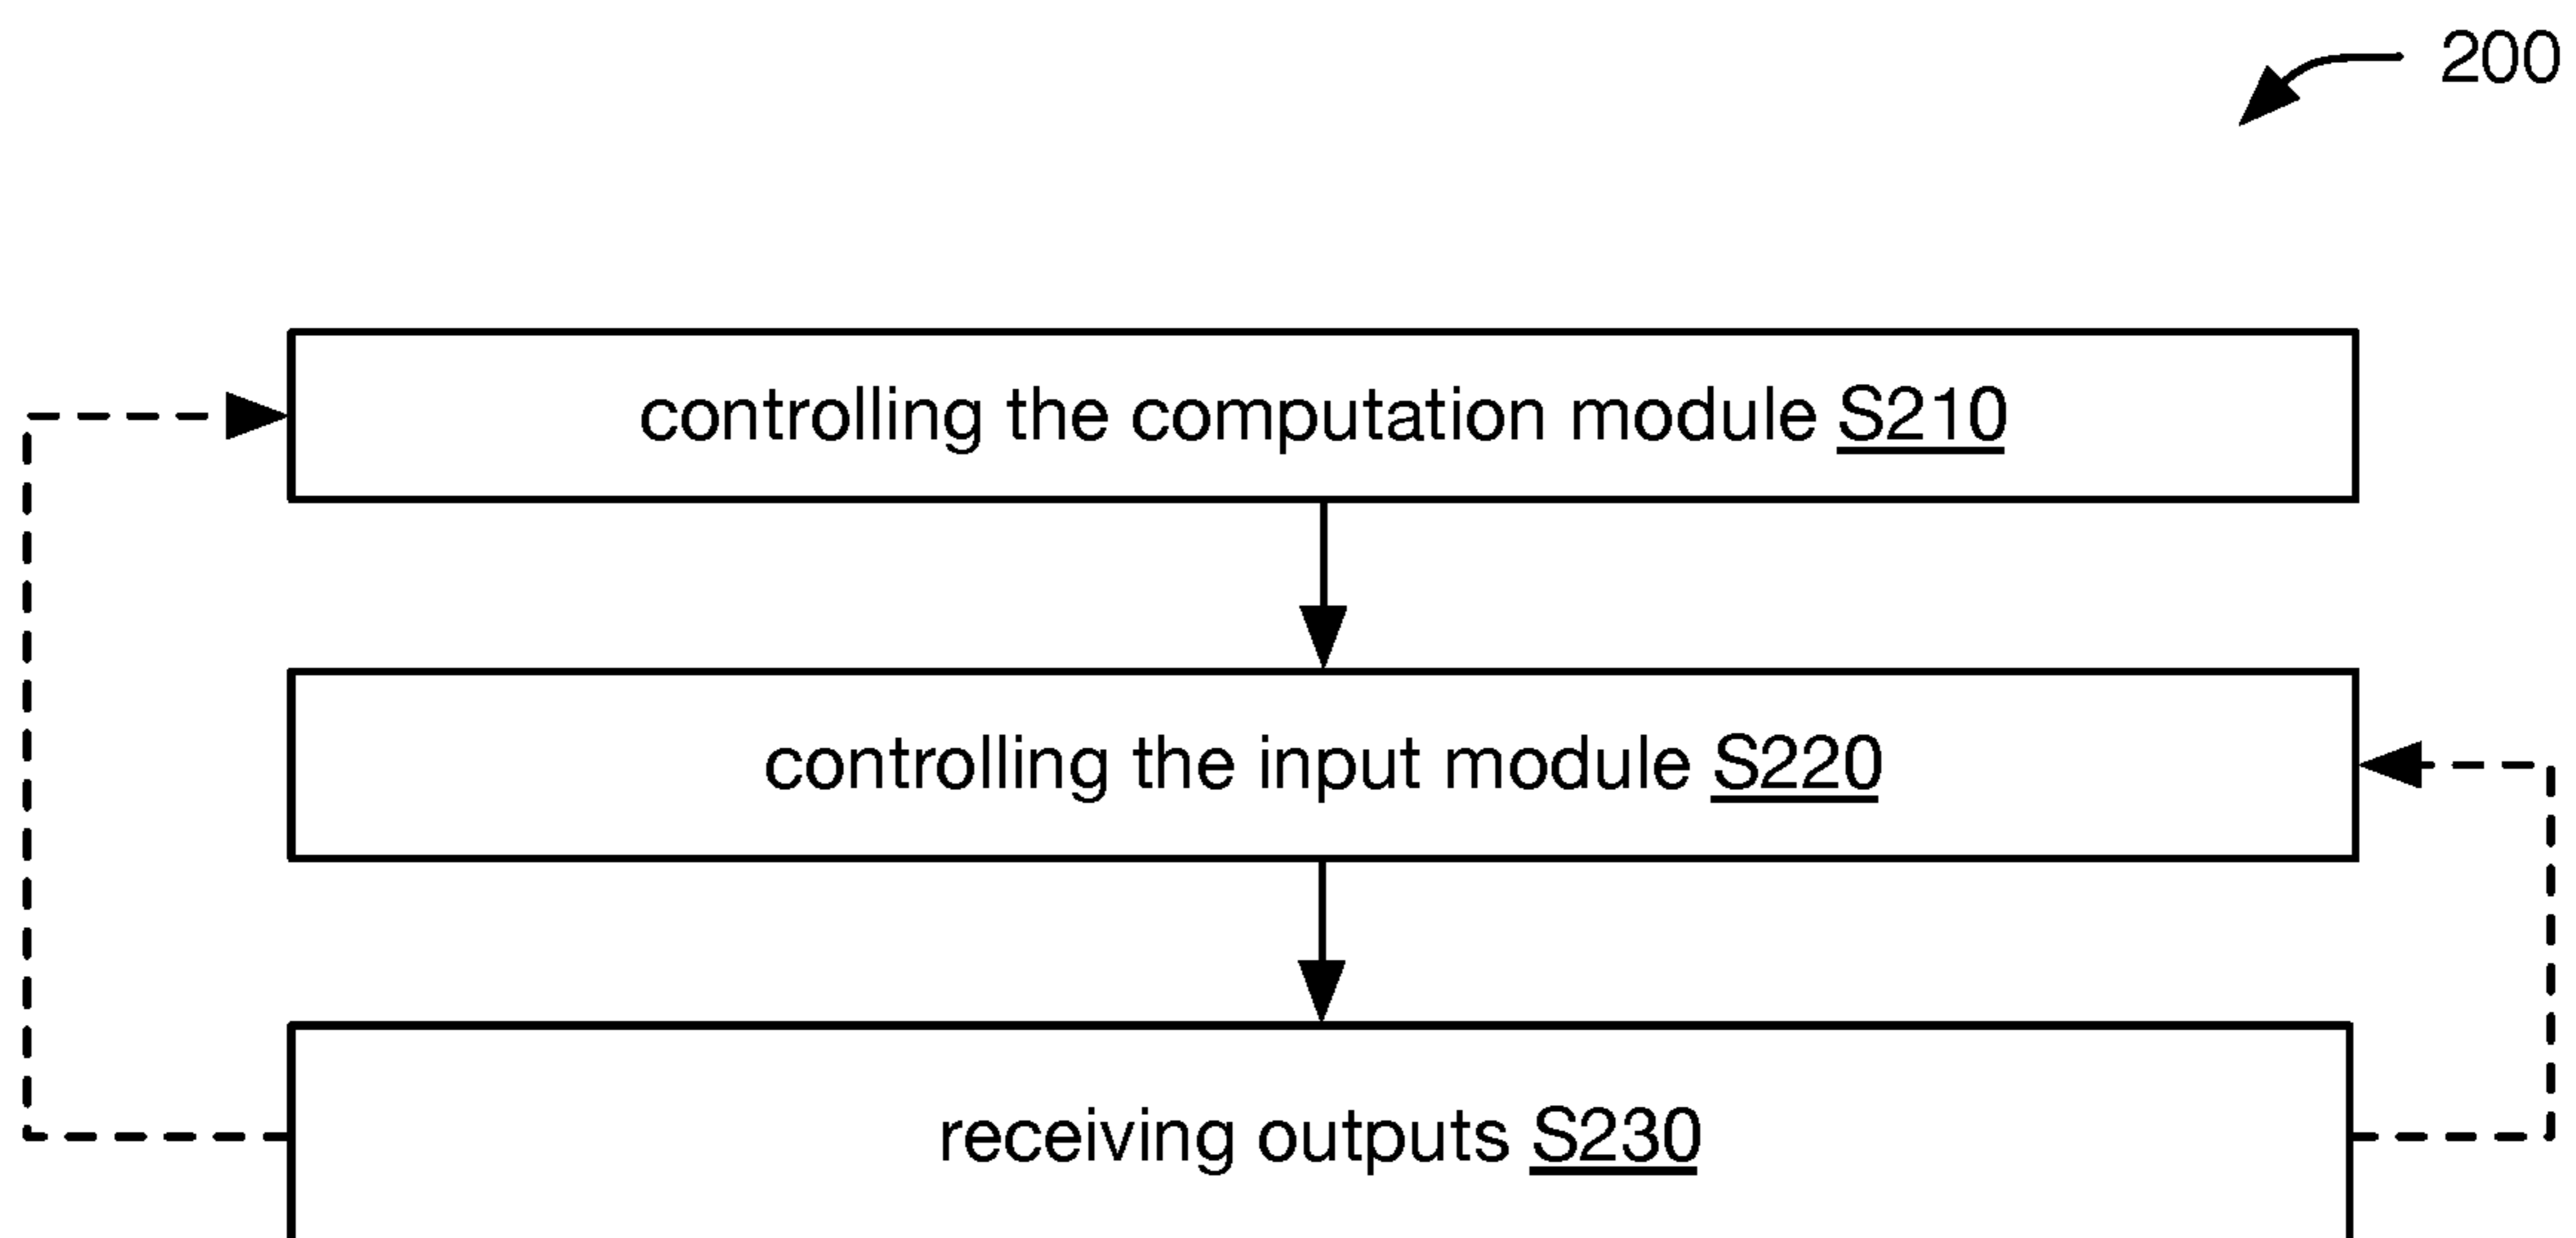 200
controlling the computation module S210
controlling the input module S220
receiving outputs S230